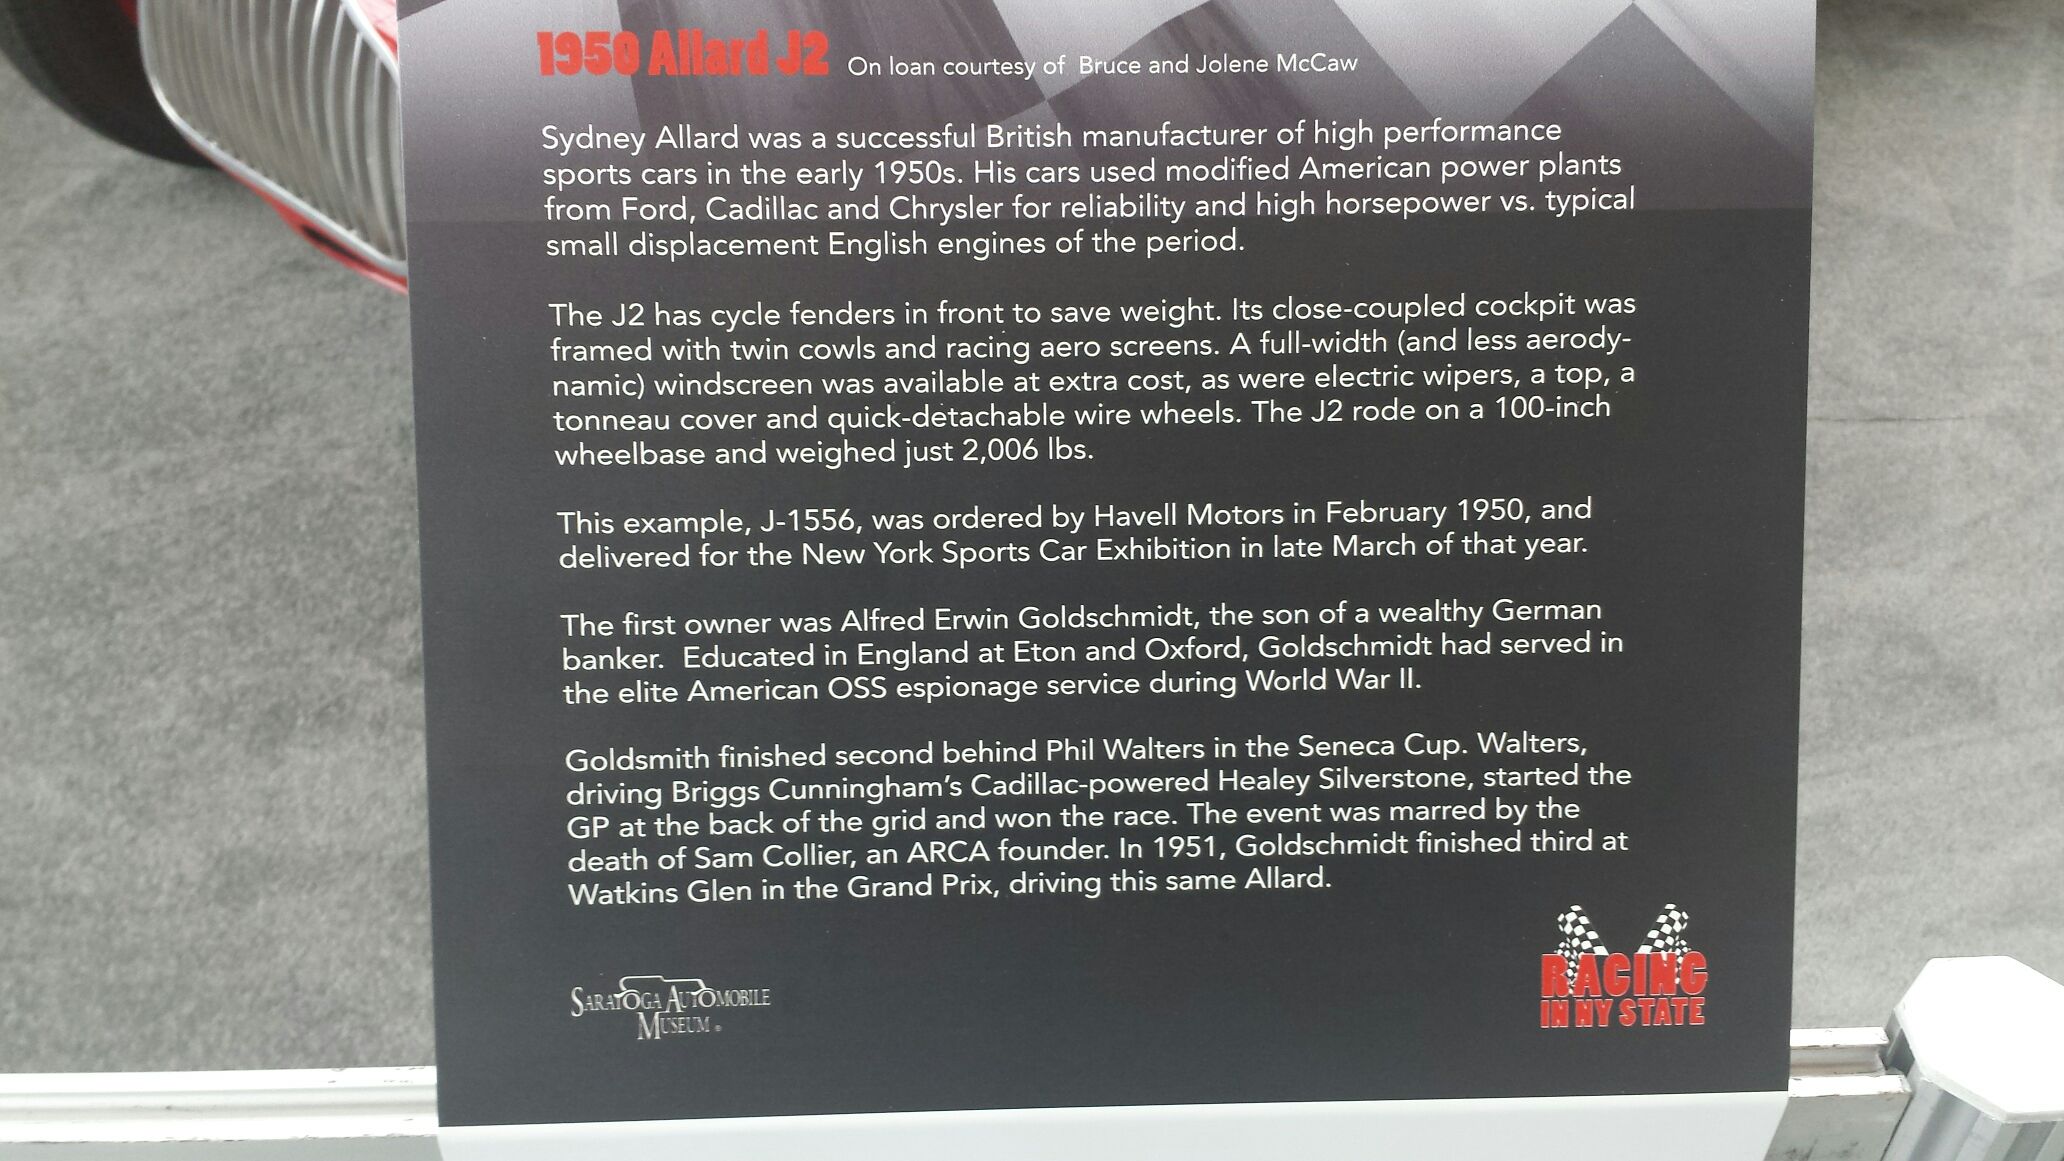 1950 Allard J2 On loan courtesy of Bruce and Jolene McCaw
Sydney Allard was a successful British manufacturer of high performance
sports cars in the early 1950s. His cars used modified American power plants
from Ford, Cadillac and Chrysler for reliability and high horsepower vs. typical
small displacement English engines of the period.
The J2 has cycle fenders in front to save weight. Its close-coupled cockpit was
framed with twin cowls and racing aero screens. A full-width (and less aerody-
namic) windscreen was available at extra cost, as were electric wipers, a top, a
tonneau cover and quick-detachable wire wheels. The J2 rode on a 100-inch
wheelbase and weighed just 2,006 lbs.
This example, J-1556, was ordered by Havell Motors in February 1950, and
delivered for the New York Sports Car Exhibition in late March of that year.
The first owner was Alfred Erwin Goldschmidt, the son of a wealthy German
banker. Educated in England at Eton and Oxford, Goldschmidt had served in
the elite American OSS espionage service during World War II.
Goldsmith finished second behind Phil Walters in the Seneca Cup. Walters,
driving Briggs Cunningham's Cadillac-powered Healey Silverstone, started the
GP at the back of the grid and won the race. The event was marred by the
death of Sam Collier, an ARCA founder. In 1951, Goldschmidt finished third at
Watkins Glen in the Grand Prix, driving this same Allard.
SARATOGA AUTOMOBILE
MUSEUM ®
RACING
IN NY STATE